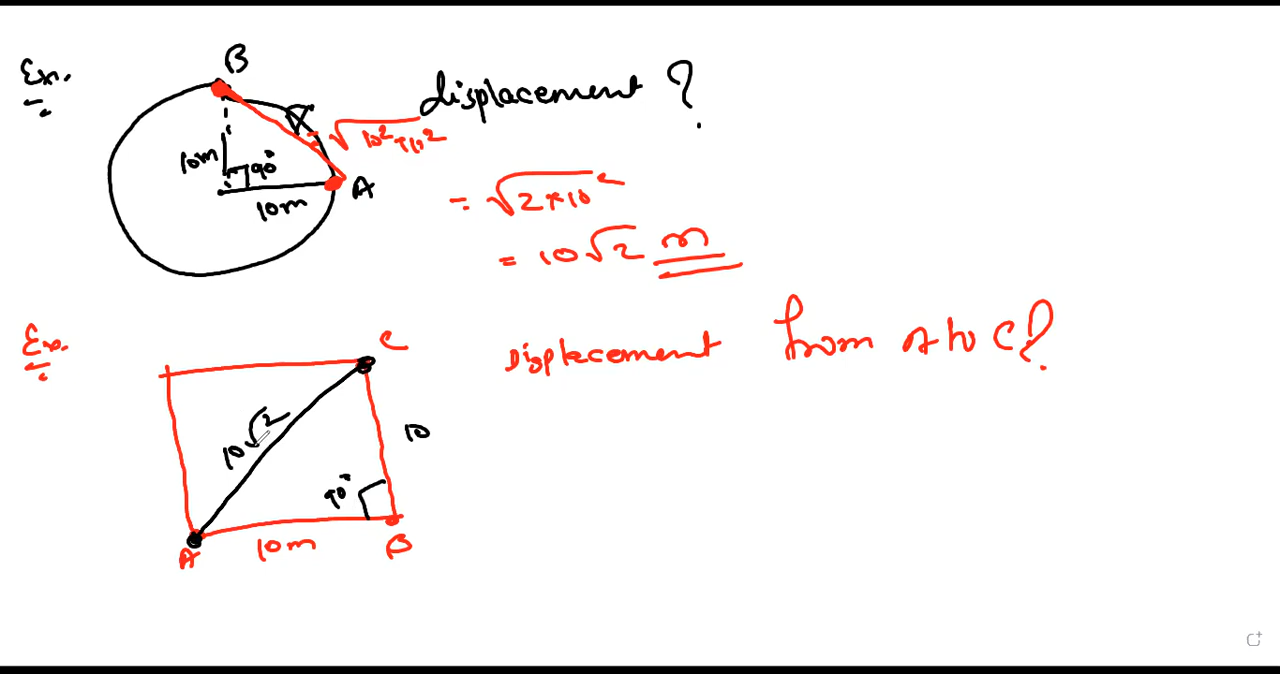 Ex.
B
displacement ?
= √10²+10²
10m
90°
A
10m
= √2×10²
= 10√2 m
Ex.
C
Displacement from A to C?
10√2
10
90°
A
10m
B